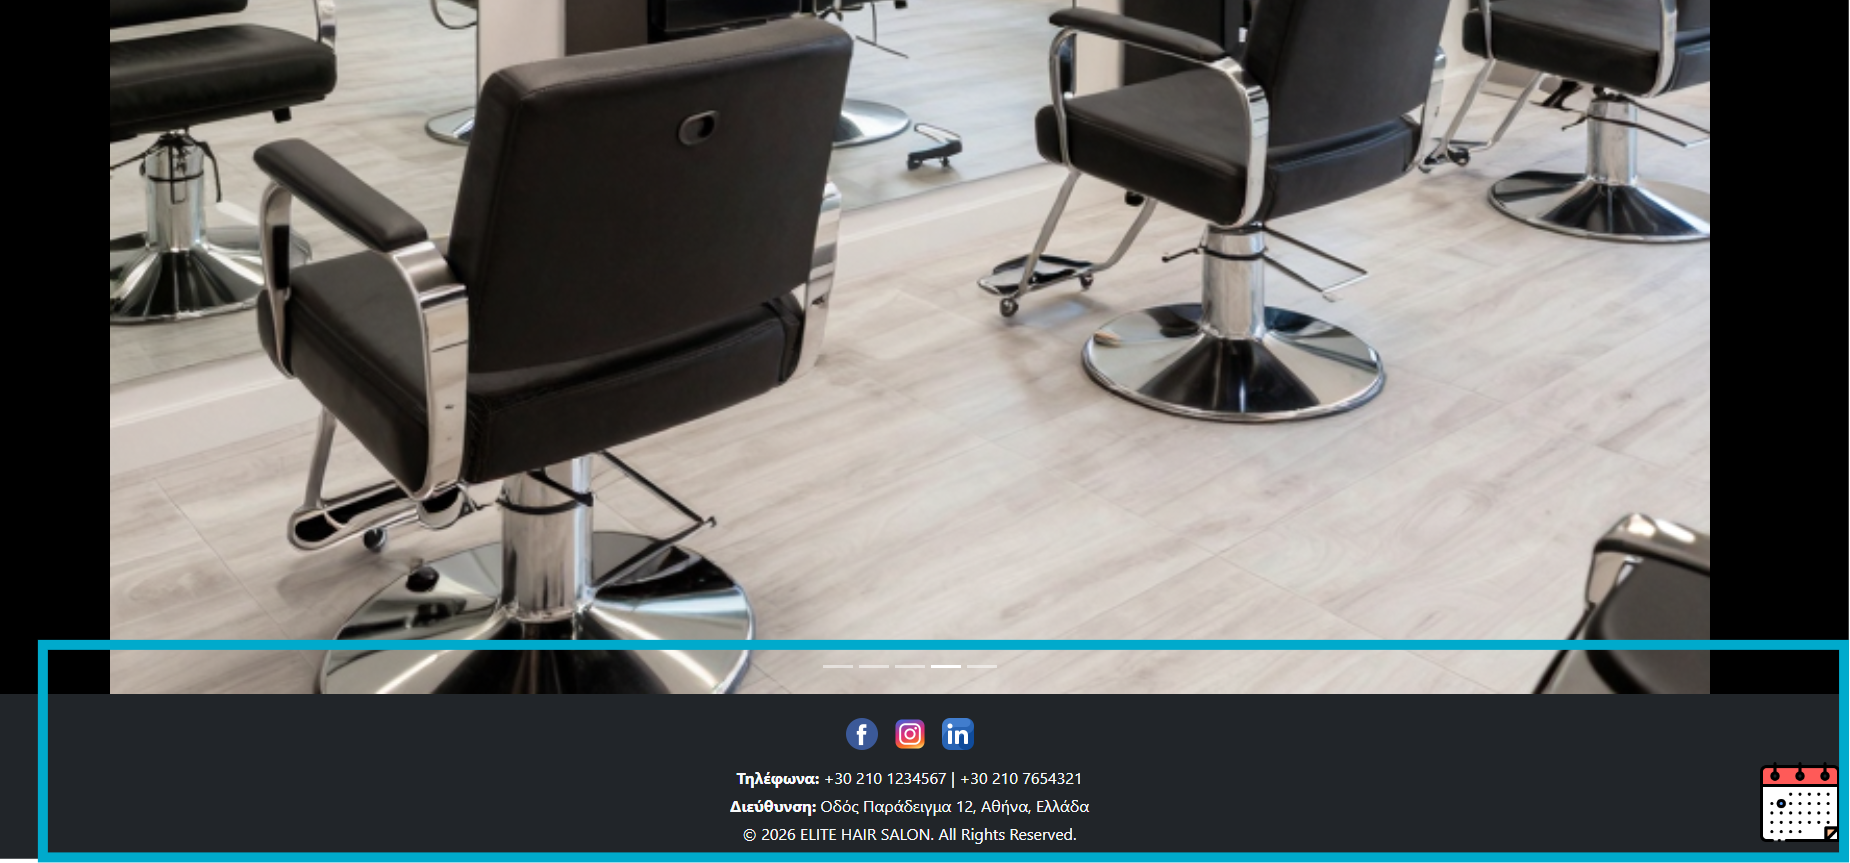 Τηλέφωνα: +30 210 1234567 | +30 210 7654321
Διεύθυνση: Οδός Παράδειγμα 12, Αθήνα, Ελλάδα
© 2026 ELITE HAIR SALON. All Rights Reserved.